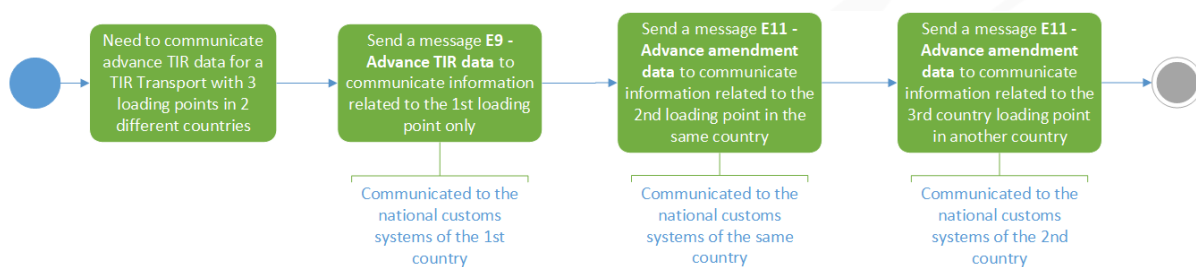 Need to communicate
advance TIR data for a
TIR Transport with 3
loading points in 2
different countries
Send a message E9 -
Advance TIR data to
communicate information
related to the 1st loading
point only
Send a message E11 -
Advance amendment
data to communicate
information related to the
2nd loading point in the
same country
Send a message E11 -
Advance amendment
data to communicate
information related to the
3rd country loading point
in another country
Communicated to the
national customs
systems of the 1st
country
Communicated to the
national customs
systems of the same
country
Communicated to the
national customs
systems of the 2nd
country